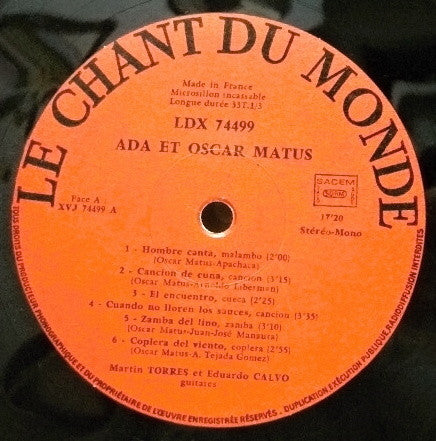 LE CHANT DU MONDE
Made in France
Microsillon incassable
Longue durée 33T.1/3
LDX 74499
ADA ET OSCAR MATUS
Face A :
XVJ 74499 A
SACEM
17'20
Stéréo-Mono
1 - Hombre canta, malambo (2'00)
(Oscar Matus-Apachaca)
2 - Cancion de cuna, cancion (3'15)
(Oscar Matus-Arnoldo Liberman)
3 - El encuentro, cueca (2'25)
4 - Cuando no lloren los sauces, cancion (3'35)
5 - Zamba del lino, zamba (3'10)
(Oscar Matus-Juan-José Mansura)
6 - Coplera del viento, coplera (2'55)
(Oscar Matus-A. Tejada Gomez)
Martin TORRES et Eduardo CALVO
guitares
TOUS DROITS DU PRODUCTEUR PHONOGRAPHIQUE ET DU PROPRIÉTAIRE DE L'ŒUVRE ENREGISTRÉE RÉSERVÉS - DUPLICATION EXÉCUTION PUBLIQUE, RADIODIFFUSION INTERDITES